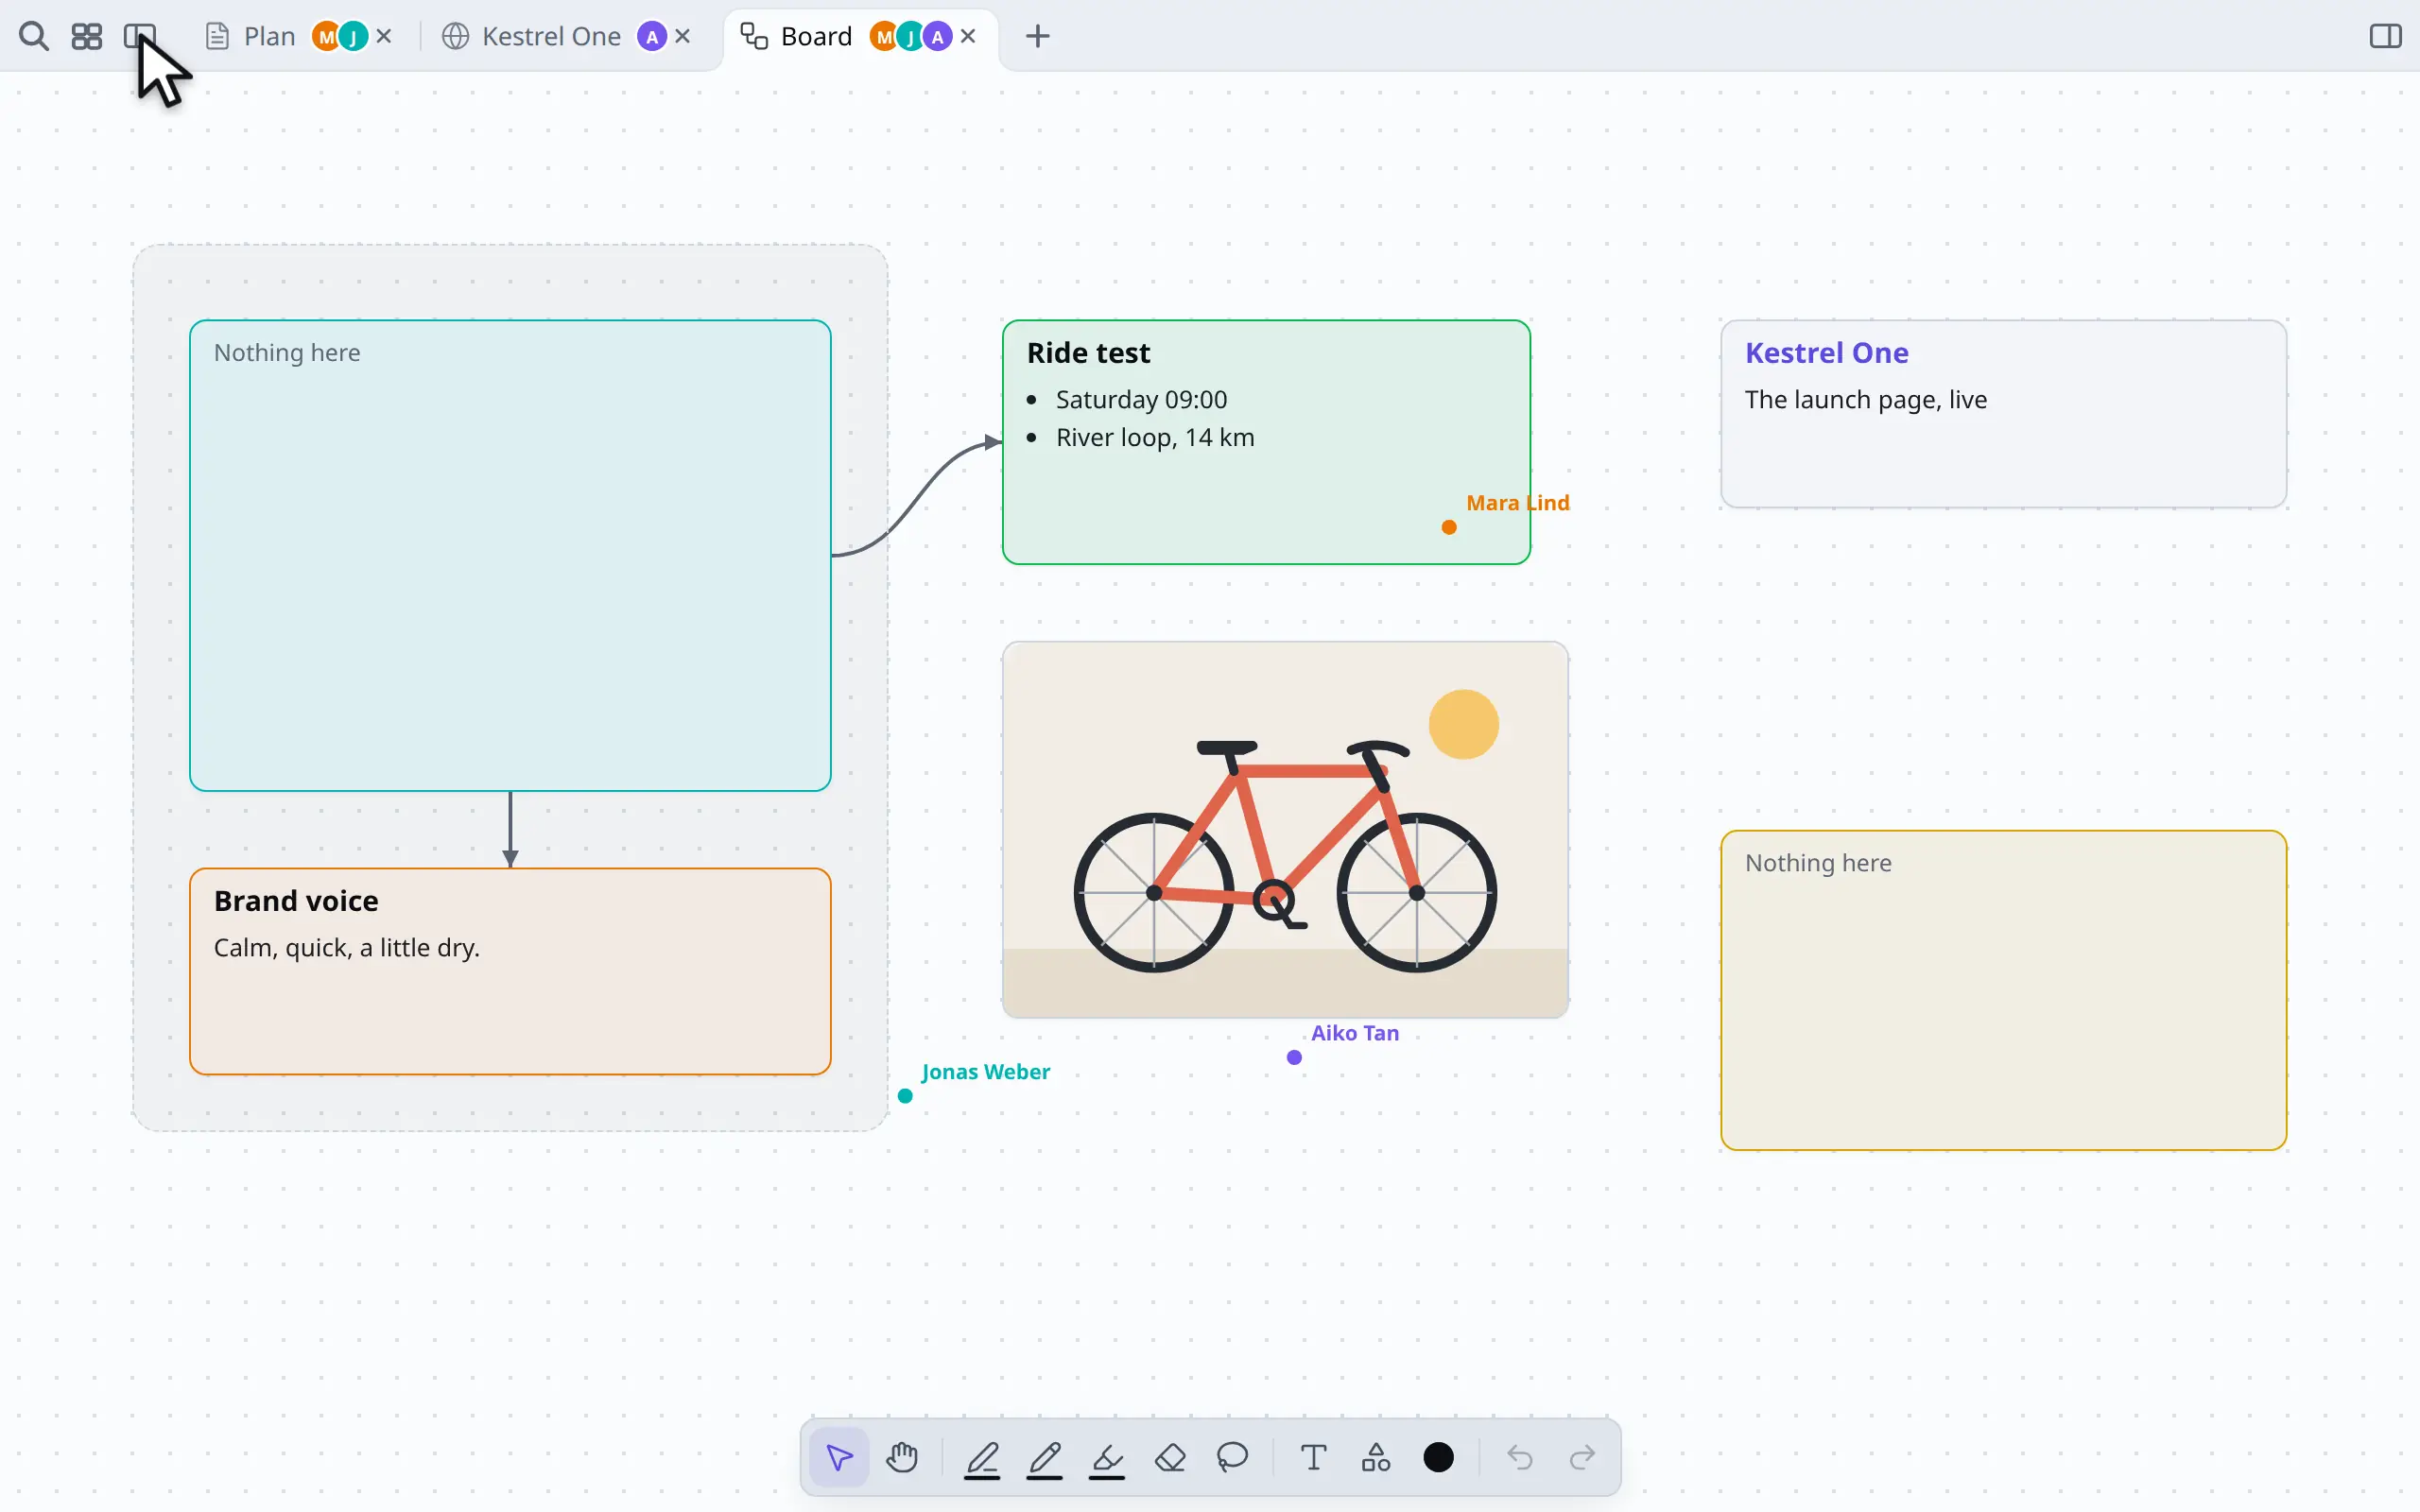 Plan M J
Kestrel One A
Board M J A
Nothing here
Ride test
Saturday 09:00
River loop, 14 km
Mara Lind
Kestrel One
The launch page, live
Brand voice
Calm, quick, a little dry.
Nothing here
Aiko Tan
Jonas Weber